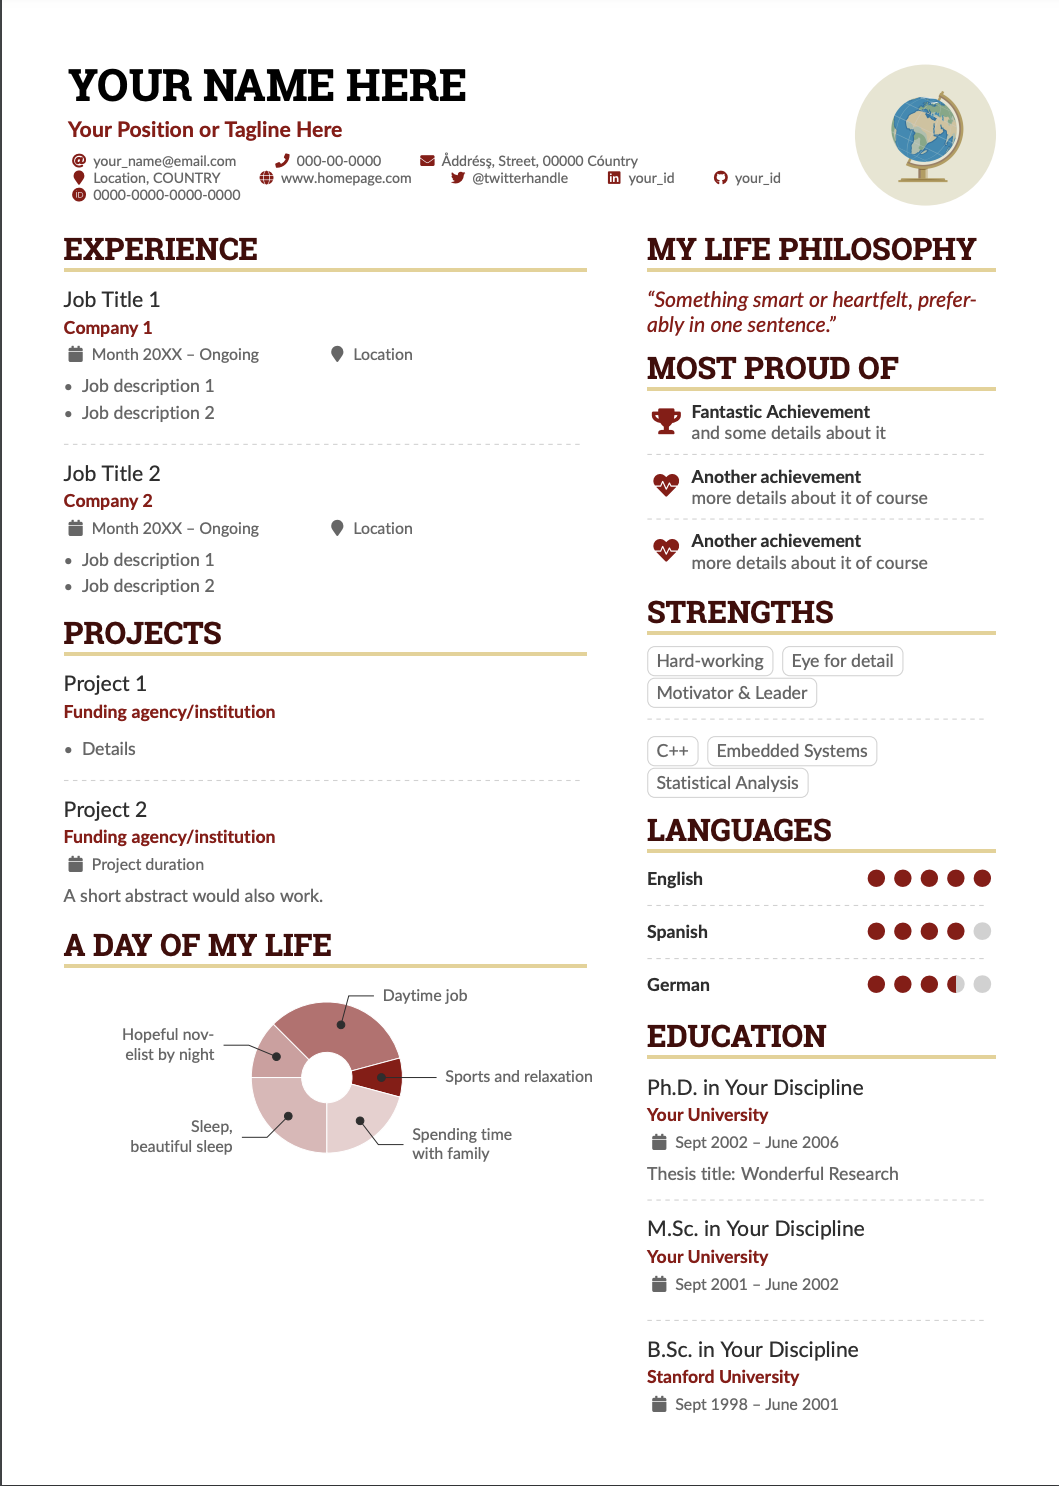 YOUR NAME HERE
Your Position or Tagline Here
your_name@email.com 000-00-0000 Åddréss, Street, 00000 Cóuntry
Location, COUNTRY www.homepage.com @twitterhandle your_id your_id
0000-0000-0000-0000
EXPERIENCE
Job Title 1
Company 1
Month 20XX – Ongoing Location
• Job description 1
• Job description 2
Job Title 2
Company 2
Month 20XX – Ongoing Location
• Job description 1
• Job description 2
PROJECTS
Project 1
Funding agency/institution
• Details
Project 2
Funding agency/institution
Project duration
A short abstract would also work.
A DAY OF MY LIFE
Daytime job
Hopeful nov-
elist by night
Sports and relaxation
Sleep,
beautiful sleep
Spending time
with family
MY LIFE PHILOSOPHY
“Something smart or heartfelt, prefer-
ably in one sentence.”
MOST PROUD OF
Fantastic Achievement
and some details about it
Another achievement
more details about it of course
Another achievement
more details about it of course
STRENGTHS
Hard-working Eye for detail
Motivator & Leader
C++ Embedded Systems
Statistical Analysis
LANGUAGES
English
Spanish
German
EDUCATION
Ph.D. in Your Discipline
Your University
Sept 2002 – June 2006
Thesis title: Wonderful Research
M.Sc. in Your Discipline
Your University
Sept 2001 – June 2002
B.Sc. in Your Discipline
Stanford University
Sept 1998 – June 2001